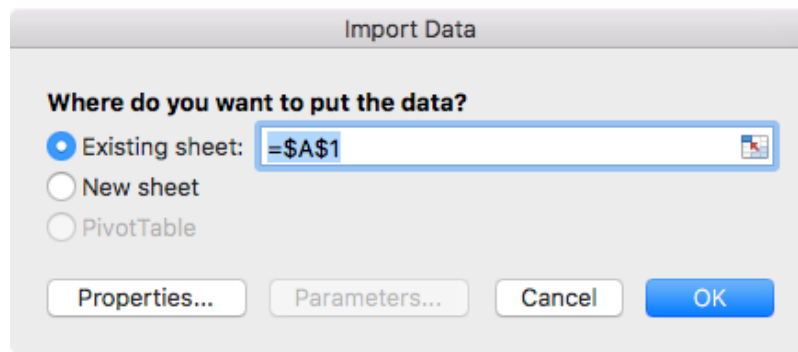 Import Data
Where do you want to put the data?
Existing sheet: =$A$1
New sheet
PivotTable
Properties... Parameters... Cancel OK